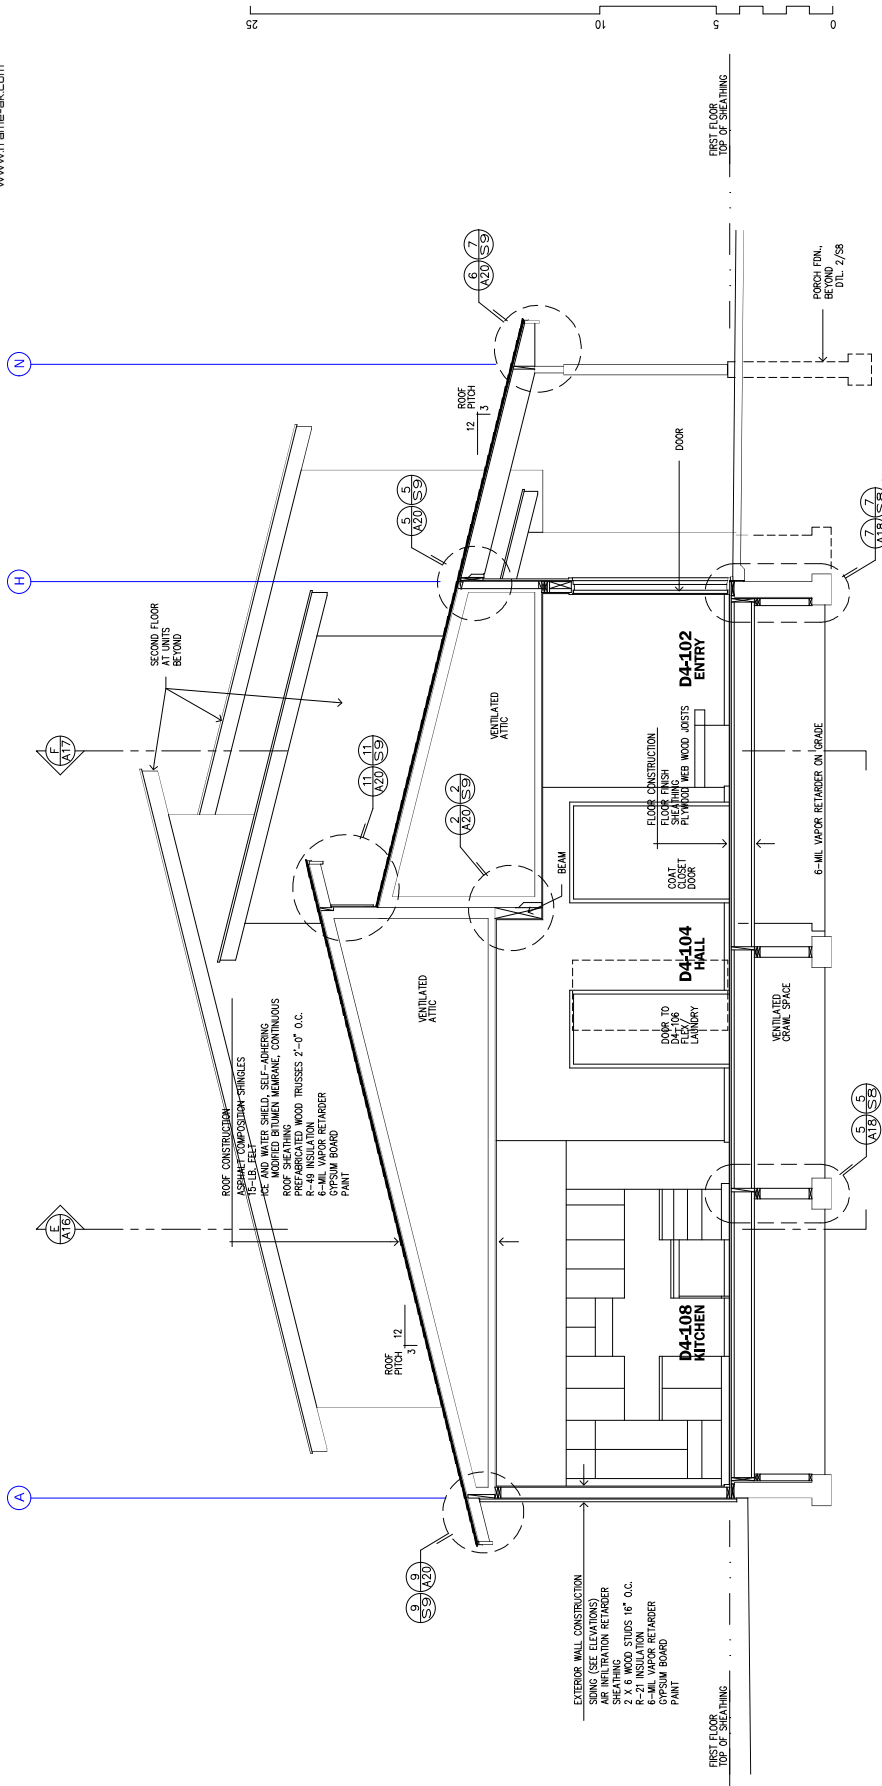 www.frame-ak.com
25
10
5
0
A
H
N
E
A16
F
A17
SECOND FLOOR
AT UNITS
BEYOND
ROOF CONSTRUCTION
ASPHALT COMPOSITION SHINGLES
15-LB. FELT
ICE AND WATER SHIELD, SELF-ADHERING
MODIFIED BITUMEN MEMRANE, CONTINUOUS
ROOF SHEATHING
PREFABRICATED WOOD TRUSSES 2'-0" O.C.
R-49 INSULATION
6-MIL VAPOR RETARDER
GYPSUM BOARD
PAINT
ROOF
PITCH
12
3
ROOF
PITCH
12
3
9
S9
9
A20
11
A20
11
S9
5
A20
5
S9
6
A20
7
S9
2
A20
2
S9
VENTILATED
ATTIC
VENTILATED
ATTIC
BEAM
DOOR
EXTERIOR WALL CONSTRUCTION
SIDING (SEE ELEVATIONS)
AIR INFILTRATION RETARDER
SHEATHING
2 X 6 WOOD STUDS 16" O.C.
R-21 INSULATION
6-MIL VAPOR RETARDER
GYPSUM BOARD
PAINT
D4-108
KITCHEN
DOOR TO
D4-106
FLEX/
LAUNDRY
D4-104
HALL
COAT
CLOSET
DOOR
FLOOR CONSTRUCTION
FLOOR FINISH
SHEATHING
PLYWOOD WEB WOOD JOISTS
D4-102
ENTRY
FIRST FLOOR
TOP OF SHEATHING
FIRST FLOOR
TOP OF SHEATHING
VENTILATED
CRAWL SPACE
6-MIL VAPOR RETARDER ON GRADE
PORCH FDN.,
BEYOND
DTL. 2/S8
5
A18
5
S8
7
A18
7
S8